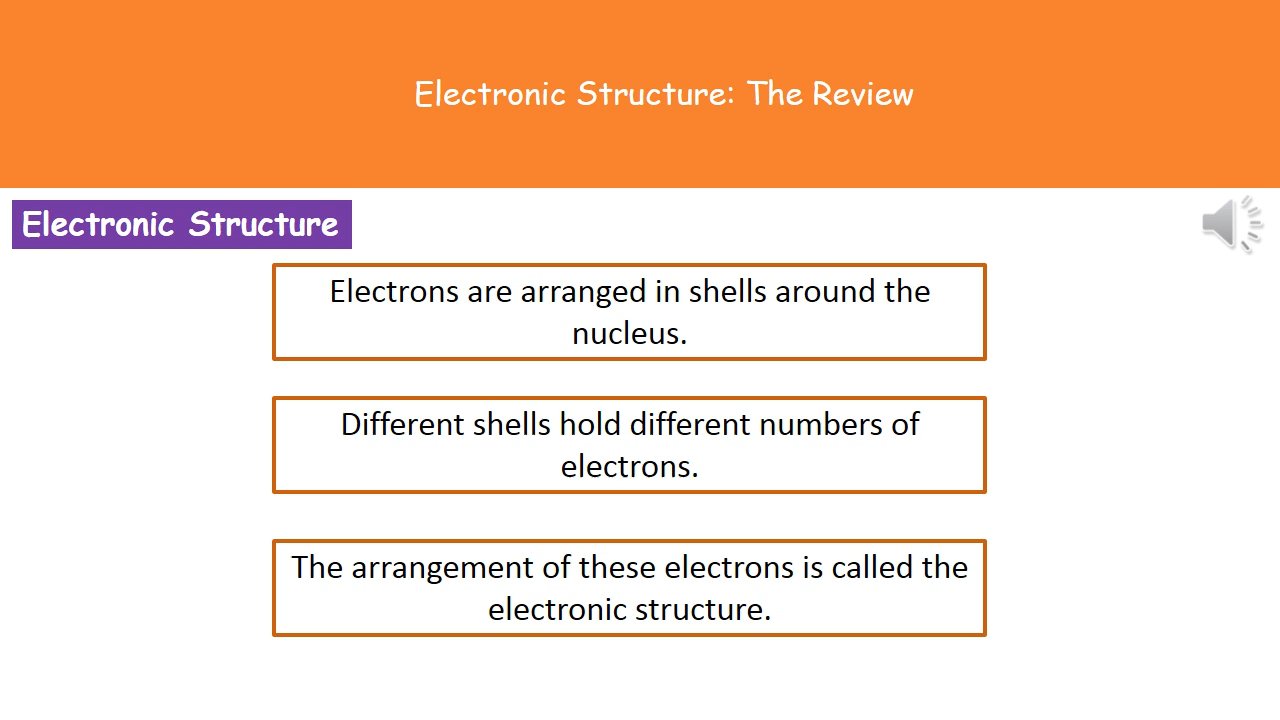 Electronic Structure: The Review
Electronic Structure
Electrons are arranged in shells around the
nucleus.
Different shells hold different numbers of
electrons.
The arrangement of these electrons is called the
electronic structure.